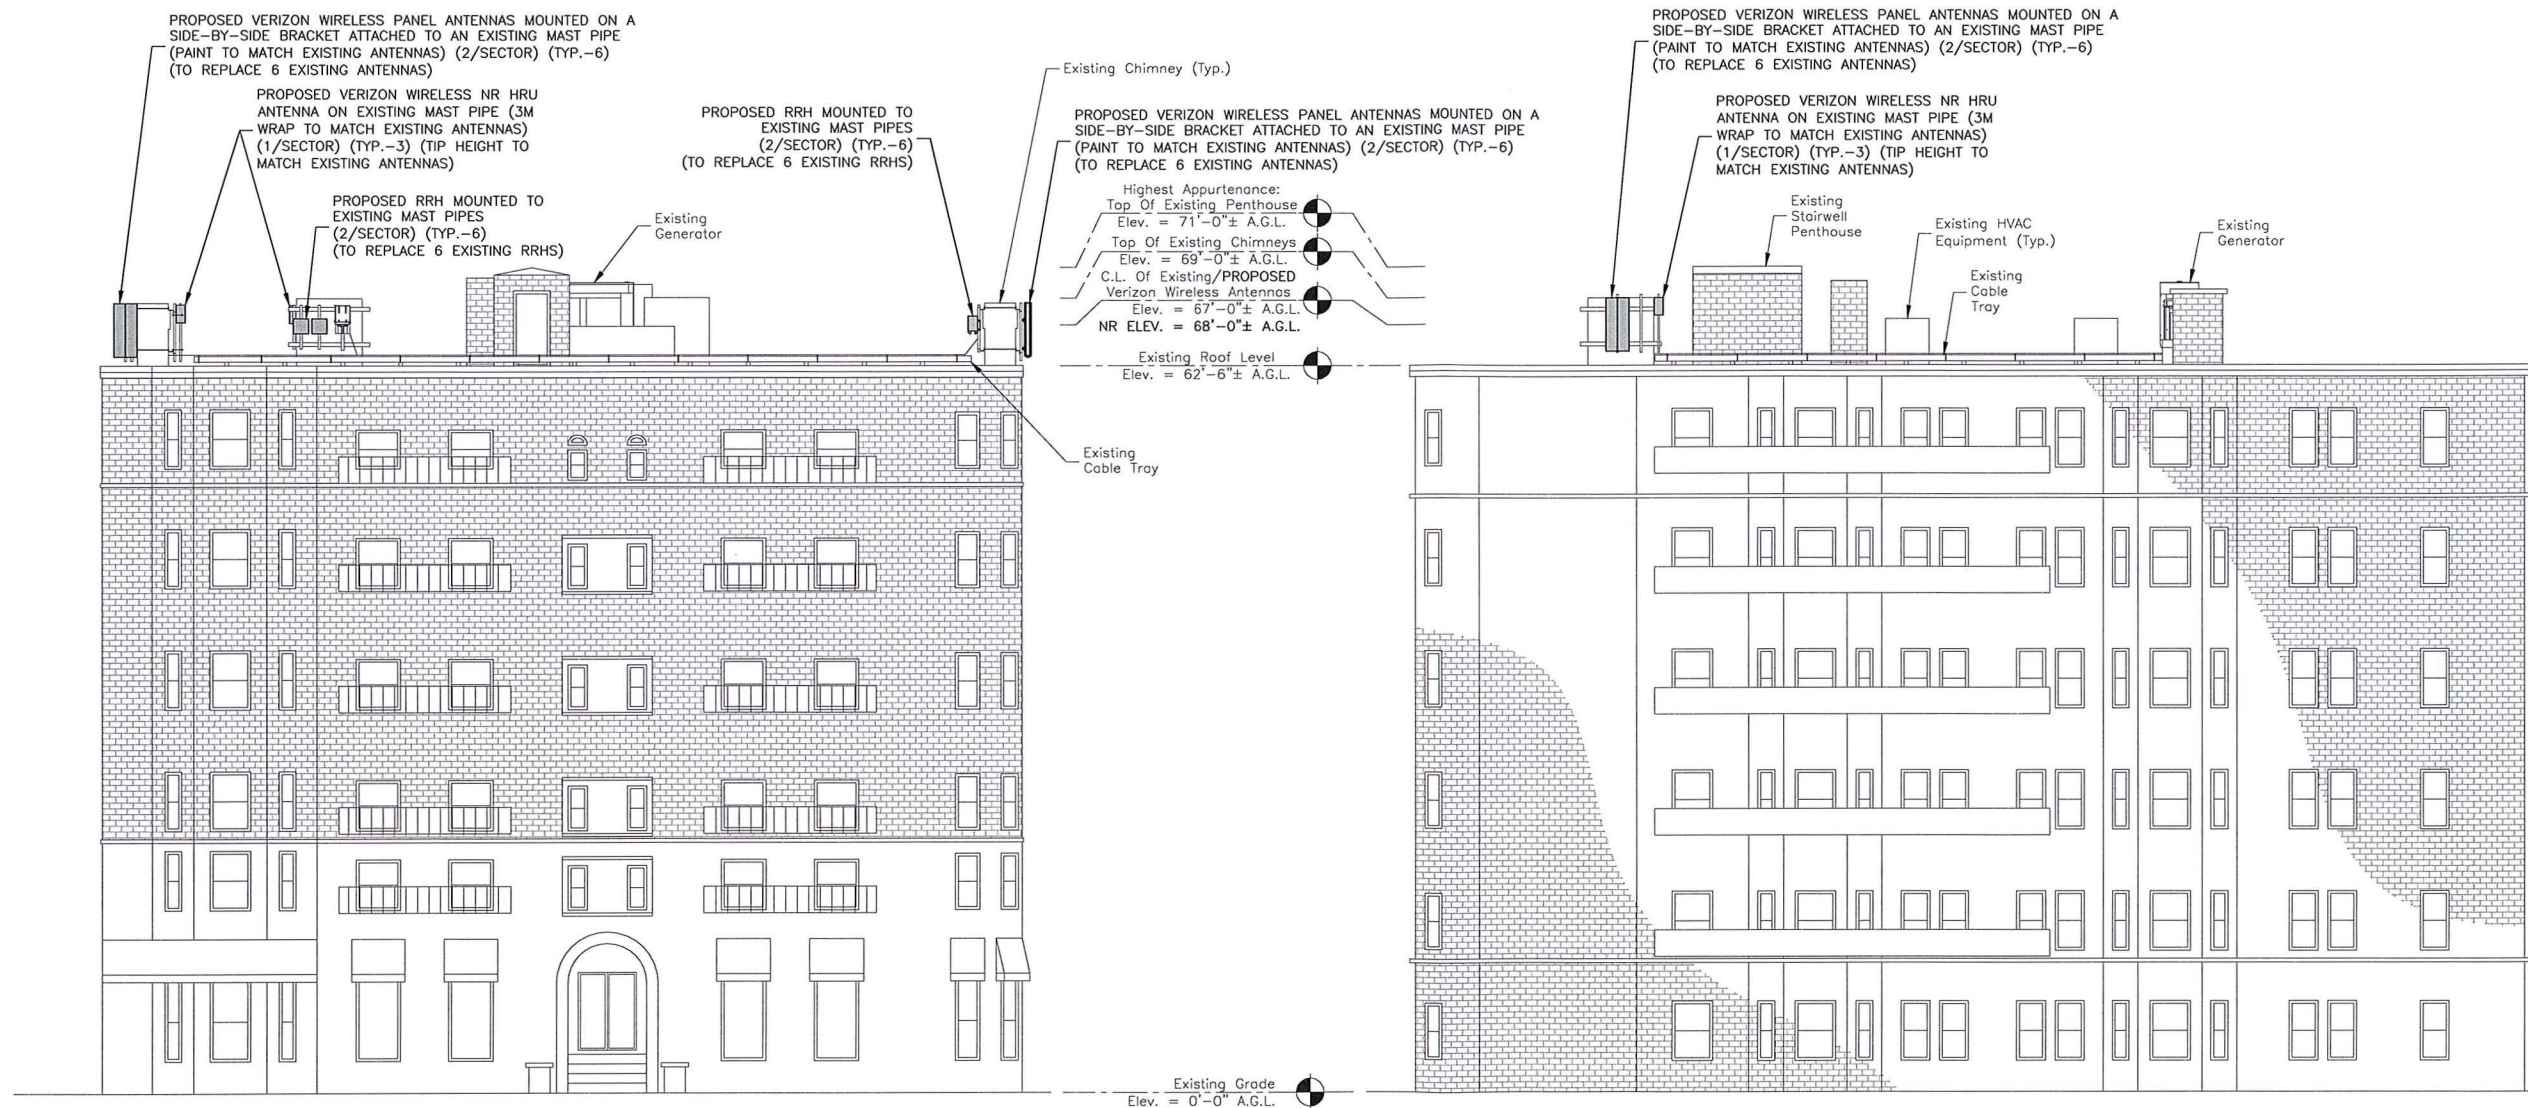 PROPOSED VERIZON WIRELESS PANEL ANTENNAS MOUNTED ON A
SIDE-BY-SIDE BRACKET ATTACHED TO AN EXISTING MAST PIPE
(PAINT TO MATCH EXISTING ANTENNAS) (2/SECTOR) (TYP.-6)
(TO REPLACE 6 EXISTING ANTENNAS)
PROPOSED VERIZON WIRELESS NR HRU
ANTENNA ON EXISTING MAST PIPE (3M
WRAP TO MATCH EXISTING ANTENNAS)
(1/SECTOR) (TYP.-3) (TIP HEIGHT TO
MATCH EXISTING ANTENNAS)
PROPOSED RRH MOUNTED TO
EXISTING MAST PIPES
(2/SECTOR) (TYP.-6)
(TO REPLACE 6 EXISTING RRHS)
Existing
Generator
PROPOSED RRH MOUNTED TO
EXISTING MAST PIPES
(2/SECTOR) (TYP.-6)
(TO REPLACE 6 EXISTING RRHS)
Existing Chimney (Typ.)
PROPOSED VERIZON WIRELESS PANEL ANTENNAS MOUNTED ON A
SIDE-BY-SIDE BRACKET ATTACHED TO AN EXISTING MAST PIPE
(PAINT TO MATCH EXISTING ANTENNAS) (2/SECTOR) (TYP.-6)
(TO REPLACE 6 EXISTING ANTENNAS)
Highest Appurtenance:
Top Of Existing Penthouse
Elev. = 71'-0"± A.G.L.
Top Of Existing Chimneys
Elev. = 69'-0"± A.G.L.
C.L. Of Existing/PROPOSED
Verizon Wireless Antennas
Elev. = 67'-0"± A.G.L.
NR ELEV. = 68'-0"± A.G.L.
Existing Roof Level
Elev. = 62'-6"± A.G.L.
Existing
Cable Tray
PROPOSED VERIZON WIRELESS PANEL ANTENNAS MOUNTED ON A
SIDE-BY-SIDE BRACKET ATTACHED TO AN EXISTING MAST PIPE
(PAINT TO MATCH EXISTING ANTENNAS) (2/SECTOR) (TYP.-6)
(TO REPLACE 6 EXISTING ANTENNAS)
PROPOSED VERIZON WIRELESS NR HRU
ANTENNA ON EXISTING MAST PIPE (3M
WRAP TO MATCH EXISTING ANTENNAS)
(1/SECTOR) (TYP.-3) (TIP HEIGHT TO
MATCH EXISTING ANTENNAS)
Existing
Stairwell
Penthouse
Existing HVAC
Equipment (Typ.)
Existing
Cable
Tray
Existing
Generator
Existing Grade
Elev. = 0'-0" A.G.L.